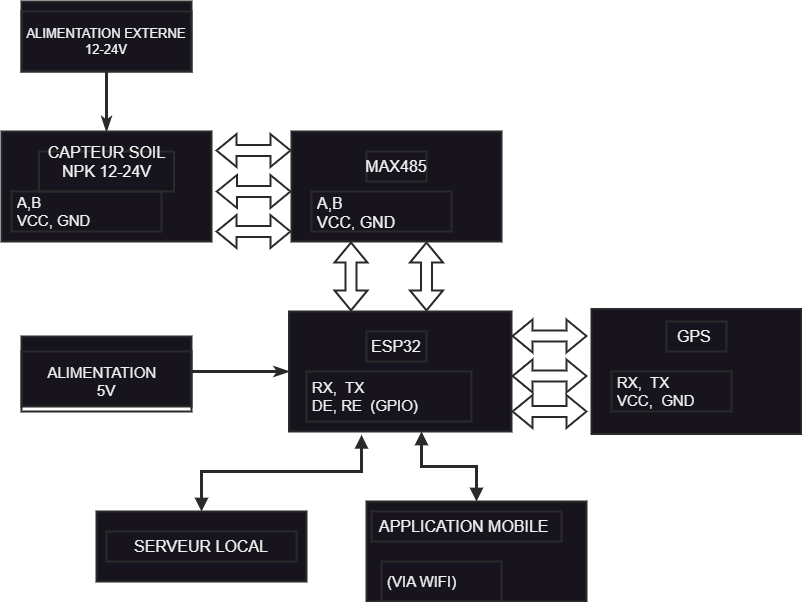 ALIMENTATION EXTERNE
12-24V
CAPTEUR SOIL
NPK 12-24V
A,B
VCC, GND
MAX485
A,B
VCC, GND
ALIMENTATION
5V
ESP32
RX, TX
DE, RE (GPIO)
GPS
RX, TX
VCC, GND
SERVEUR LOCAL
APPLICATION MOBILE
(VIA WIFI)